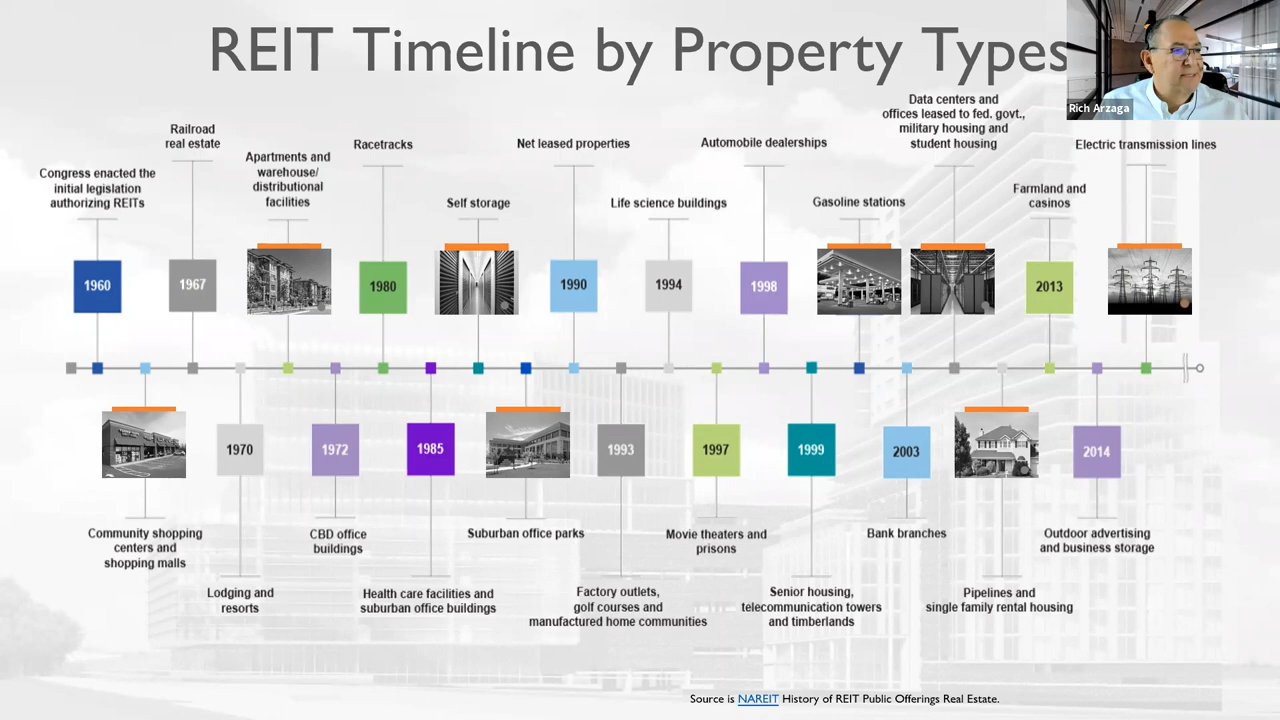 REIT Timeline by Property Types
Rich Arzaga
Congress enacted the
initial legislation
authorizing REITs
1960
Community shopping
centers and
shopping malls
Railroad
real estate
1967
1970
Lodging and
resorts
Apartments and
warehouse/
distributional
facilities
1972
CBD office
buildings
Racetracks
1980
1985
Health care facilities and
suburban office buildings
Self storage
Suburban office parks
Net leased properties
1990
1993
Factory outlets,
golf courses and
manufactured home communities
Life science buildings
1994
1997
Movie theaters and
prisons
Automobile dealerships
1998
1999
Senior housing,
telecommunication towers
and timberlands
Gasoline stations
2003
Bank branches
Data centers and
offices leased to fed. govt.,
military housing and
student housing
Pipelines and
single family rental housing
Farmland and
casinos
2013
2014
Outdoor advertising
and business storage
Electric transmission lines
Source is NAREIT History of REIT Public Offerings Real Estate.